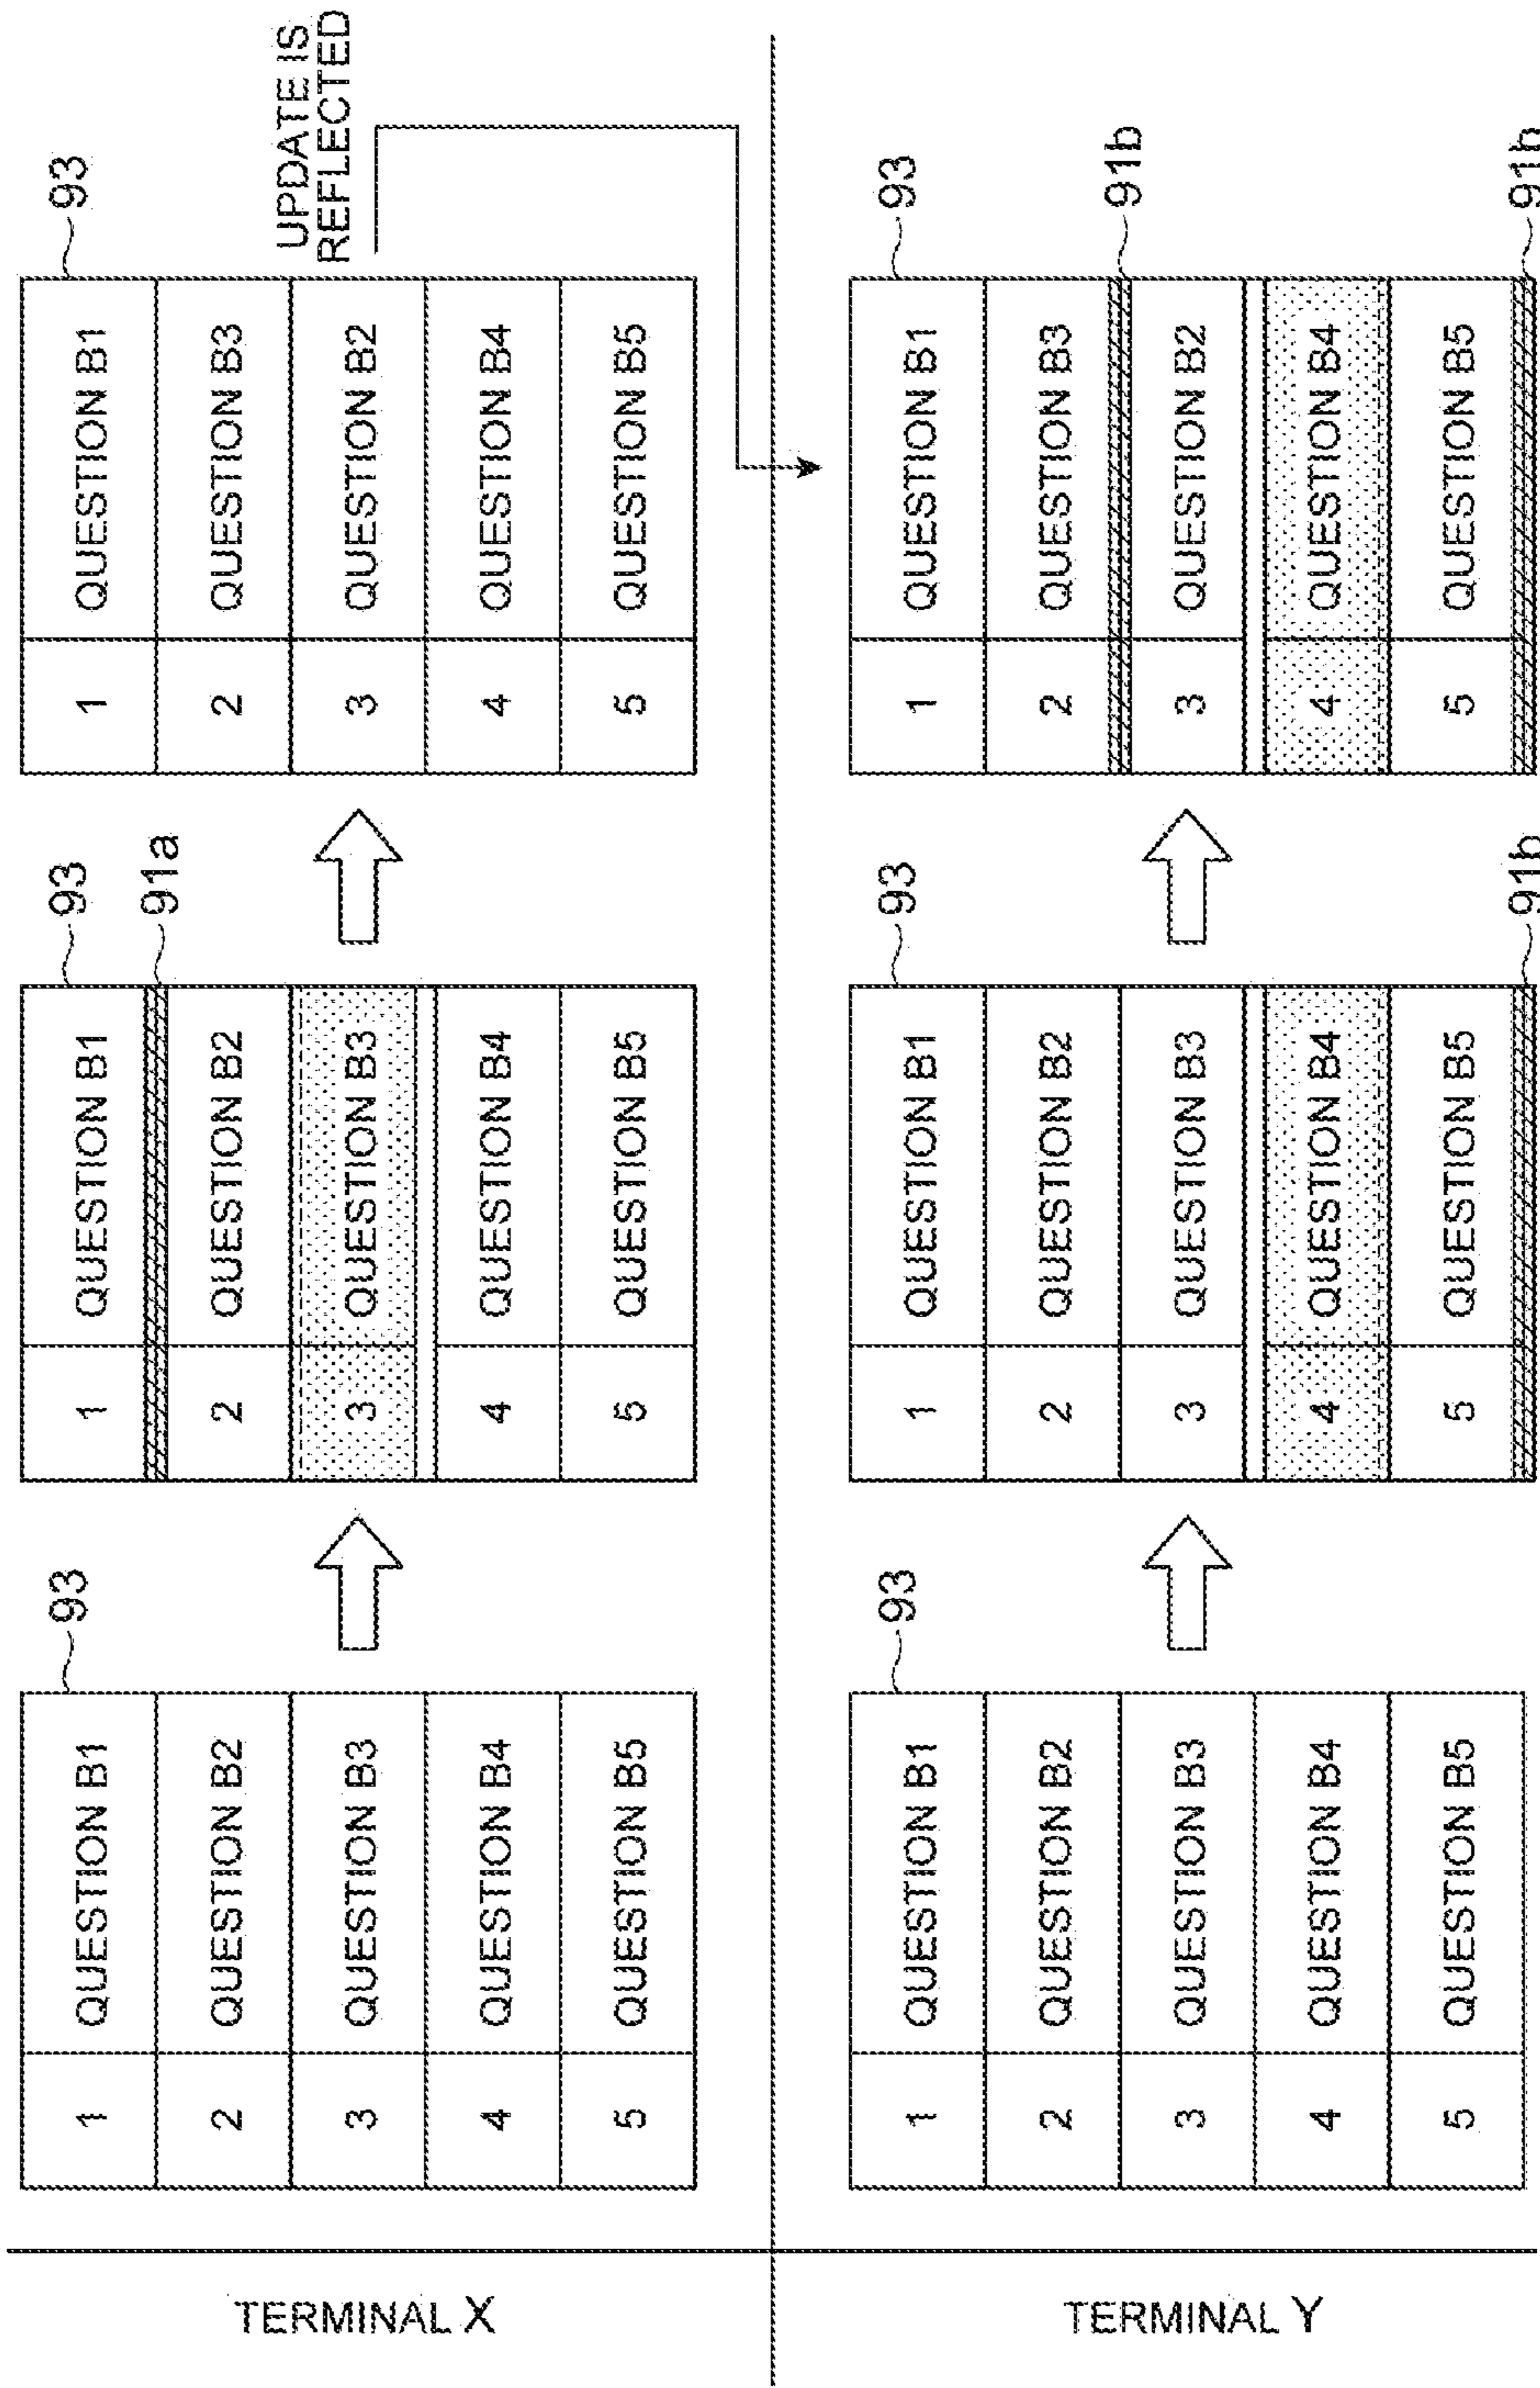 TERMINAL X
93
1 QUESTION B1
2 QUESTION B2
3 QUESTION B3
4 QUESTION B4
5 QUESTION B5
93
91a
1 QUESTION B1
2 QUESTION B2
3 QUESTION B3
4 QUESTION B4
5 QUESTION B5
93
1 QUESTION B1
2 QUESTION B3
3 QUESTION B2
4 QUESTION B4
5 QUESTION B5
UPDATE IS
REFLECTED
TERMINAL Y
93
1 QUESTION B1
2 QUESTION B2
3 QUESTION B3
4 QUESTION B4
5 QUESTION B5
93
1 QUESTION B1
2 QUESTION B2
3 QUESTION B3
4 QUESTION B4
5 QUESTION B5
91b
93
1 QUESTION B1
2 QUESTION B3
91b
3 QUESTION B2
4 QUESTION B4
5 QUESTION B5
91b